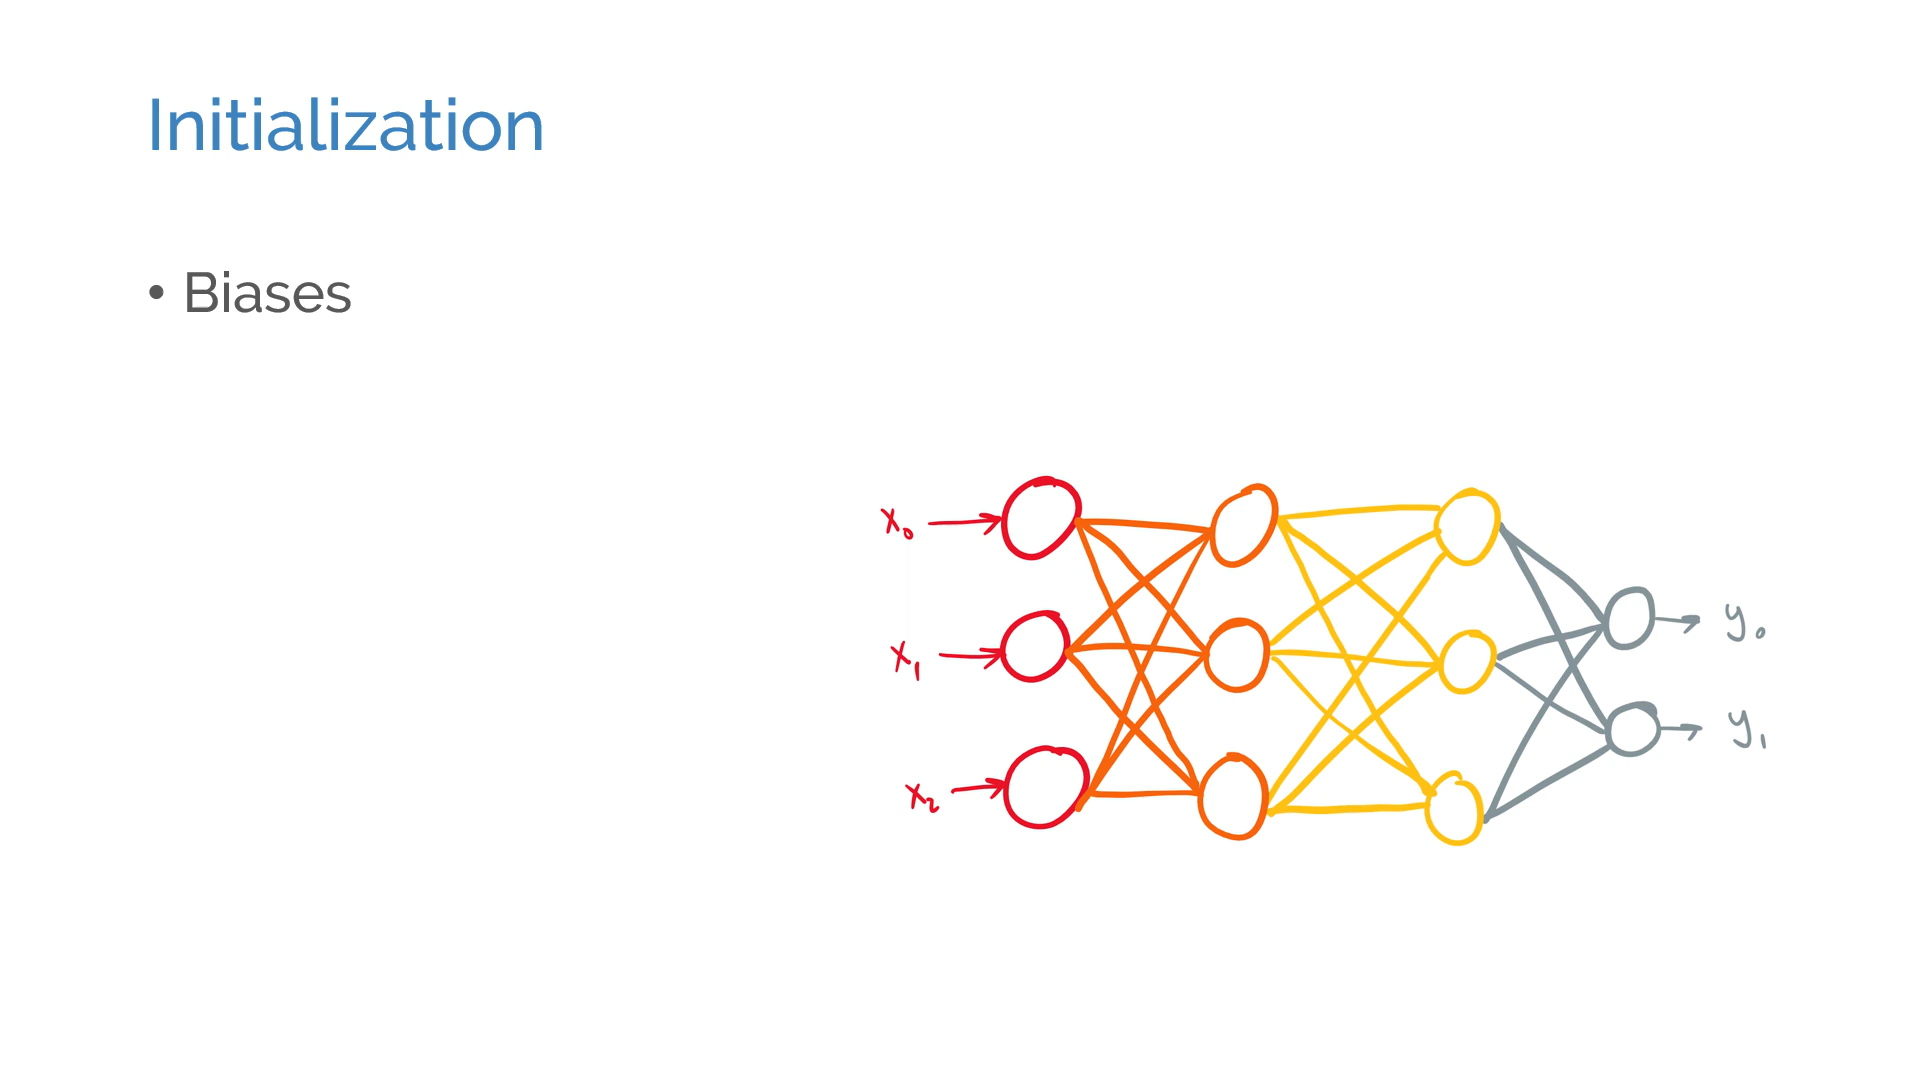 Initialization
• Biases
x₀
x₁
x₂
y₀
y₁